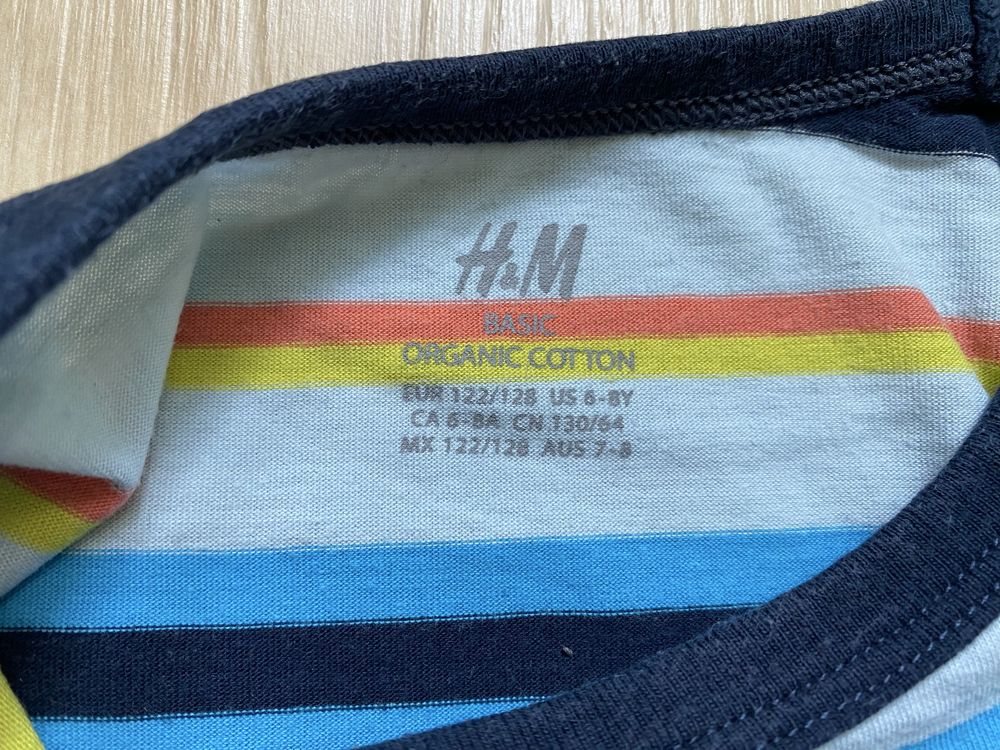 H&M
BASIC
ORGANIC COTTON
EUR 122/128 US 6-8Y
CA 6-8A CN 130/64
MX 122/128 AUS 7-8